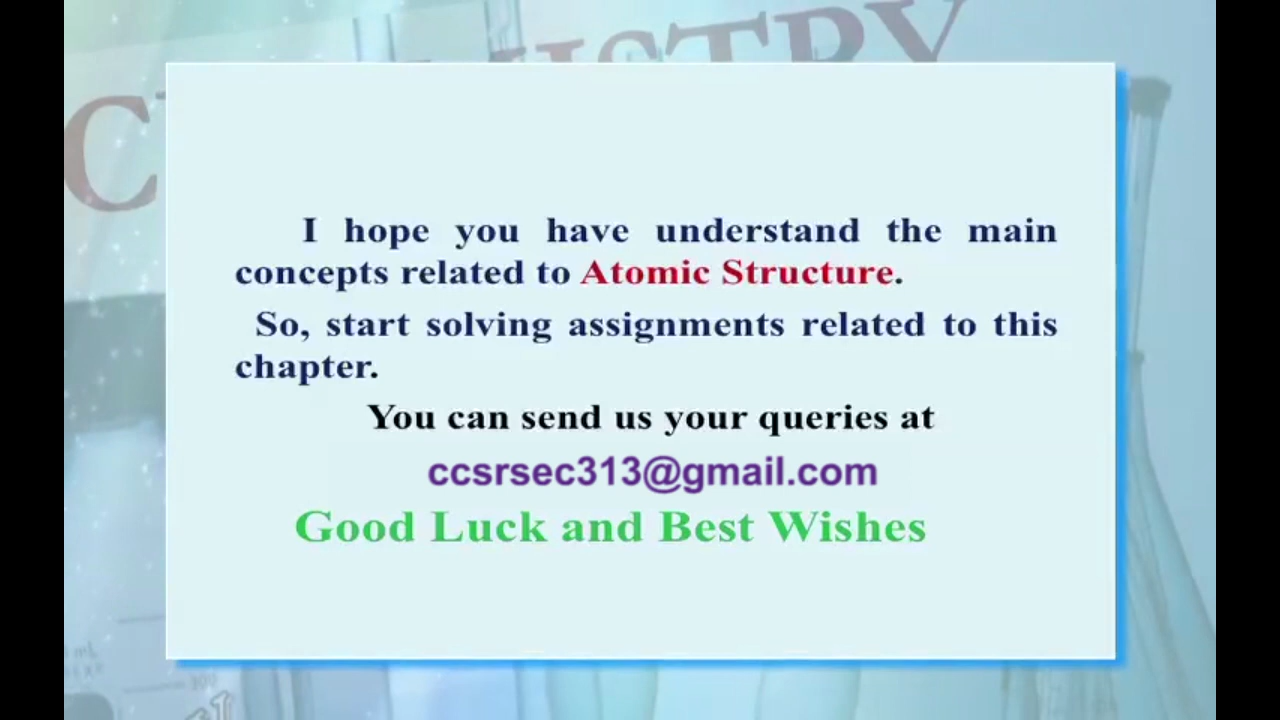 I hope you have understand the main
concepts related to Atomic Structure.
So, start solving assignments related to this
chapter.
You can send us your queries at
ccsrsec313@gmail.com
Good Luck and Best Wishes